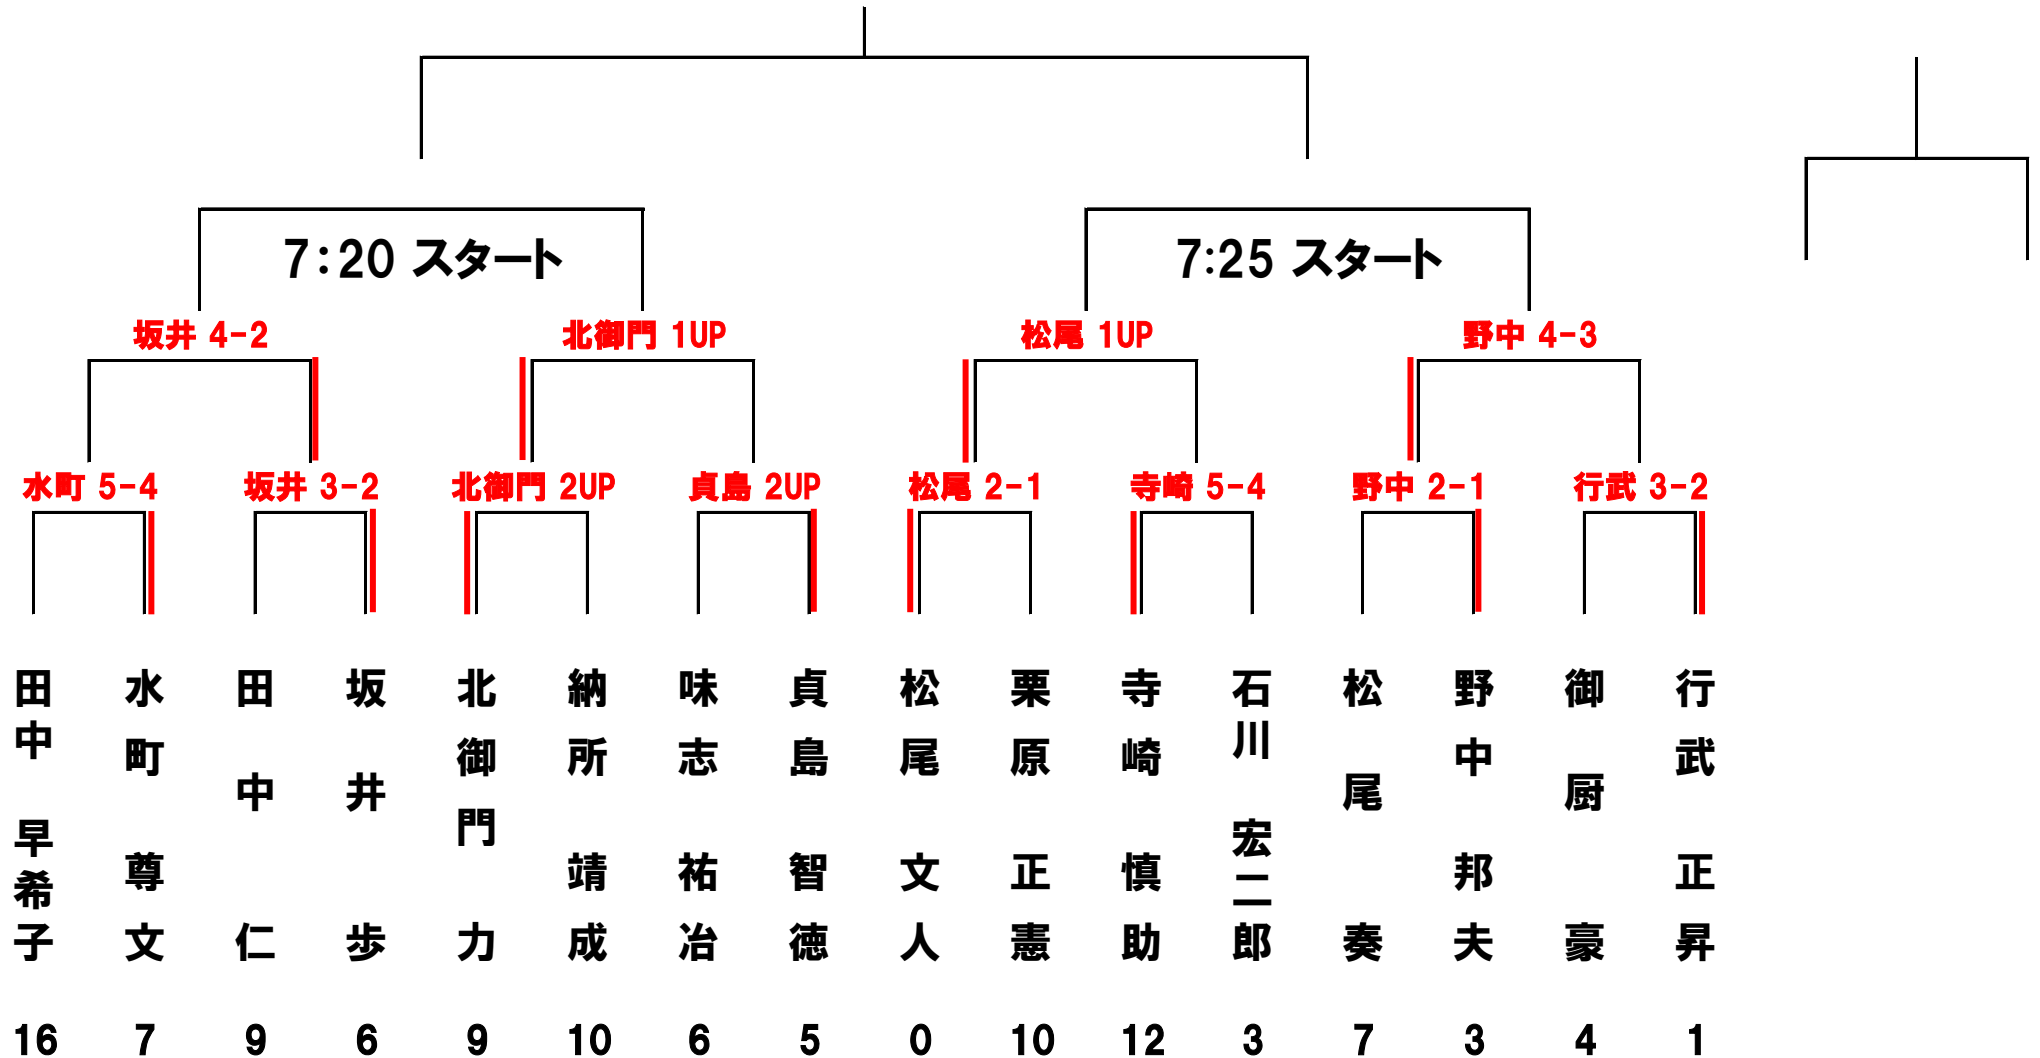 7:20 スタート
7:25 スタート
坂井 4-2
北御門 1UP
松尾 1UP
野中 4-3
水町 5-4
坂井 3-2
北御門 2UP
貞島 2UP
松尾 2-1
寺崎 5-4
野中 2-1
行武 3-2
田中 早希子
水町 尊文
田中 仁
坂井 歩
北御門 力
納所 靖成
味志 祐冶
貞島 智徳
松尾 文人
栗原 正憲
寺崎 慎助
石川 宏二郎
松尾 奏
野中 邦夫
御厨 豪
行武 正昇
16
7
9
6
9
10
6
5
0
10
12
3
7
3
4
1